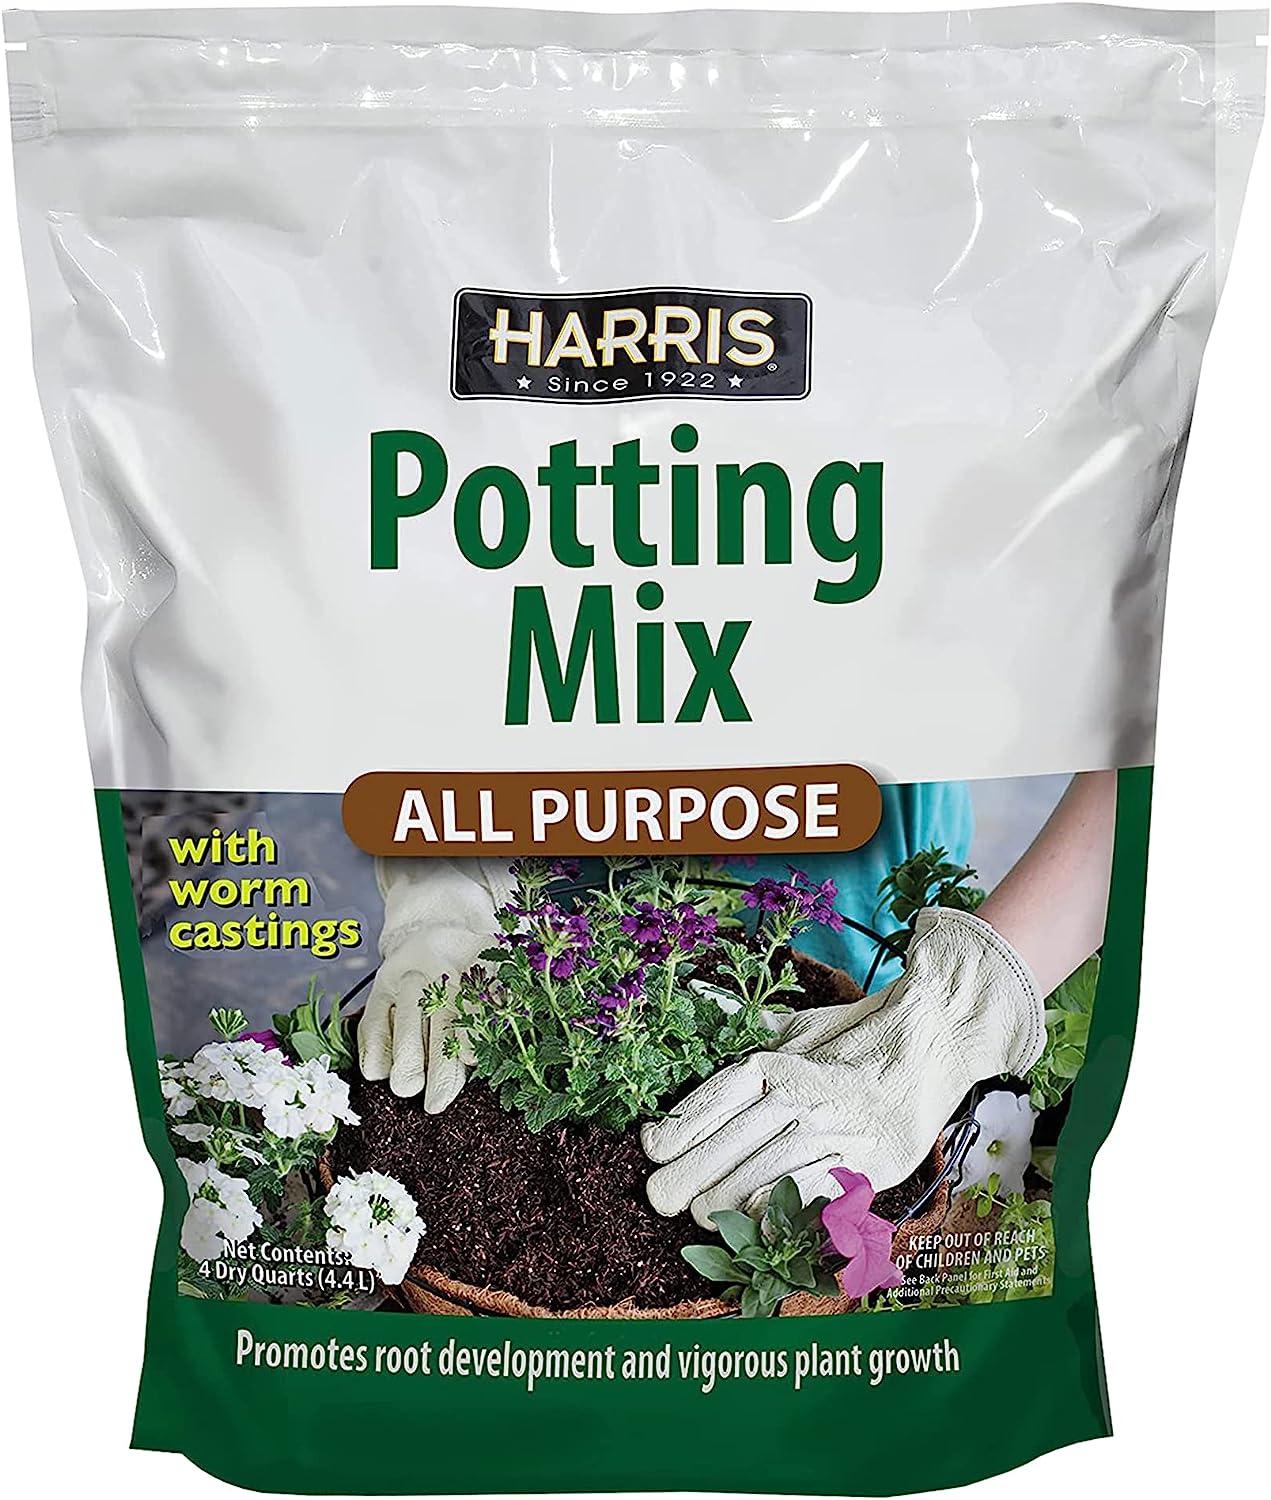 HARRIS®
★ Since 1922 ★
Potting
Mix
ALL PURPOSE
with
worm
castings
Net Contents:
4 Dry Quarts (4.4 L)
KEEP OUT OF REACH
OF CHILDREN AND PETS
See Back Panel for First Aid and
Additional Precautionary Statements
Promotes root development and vigorous plant growth